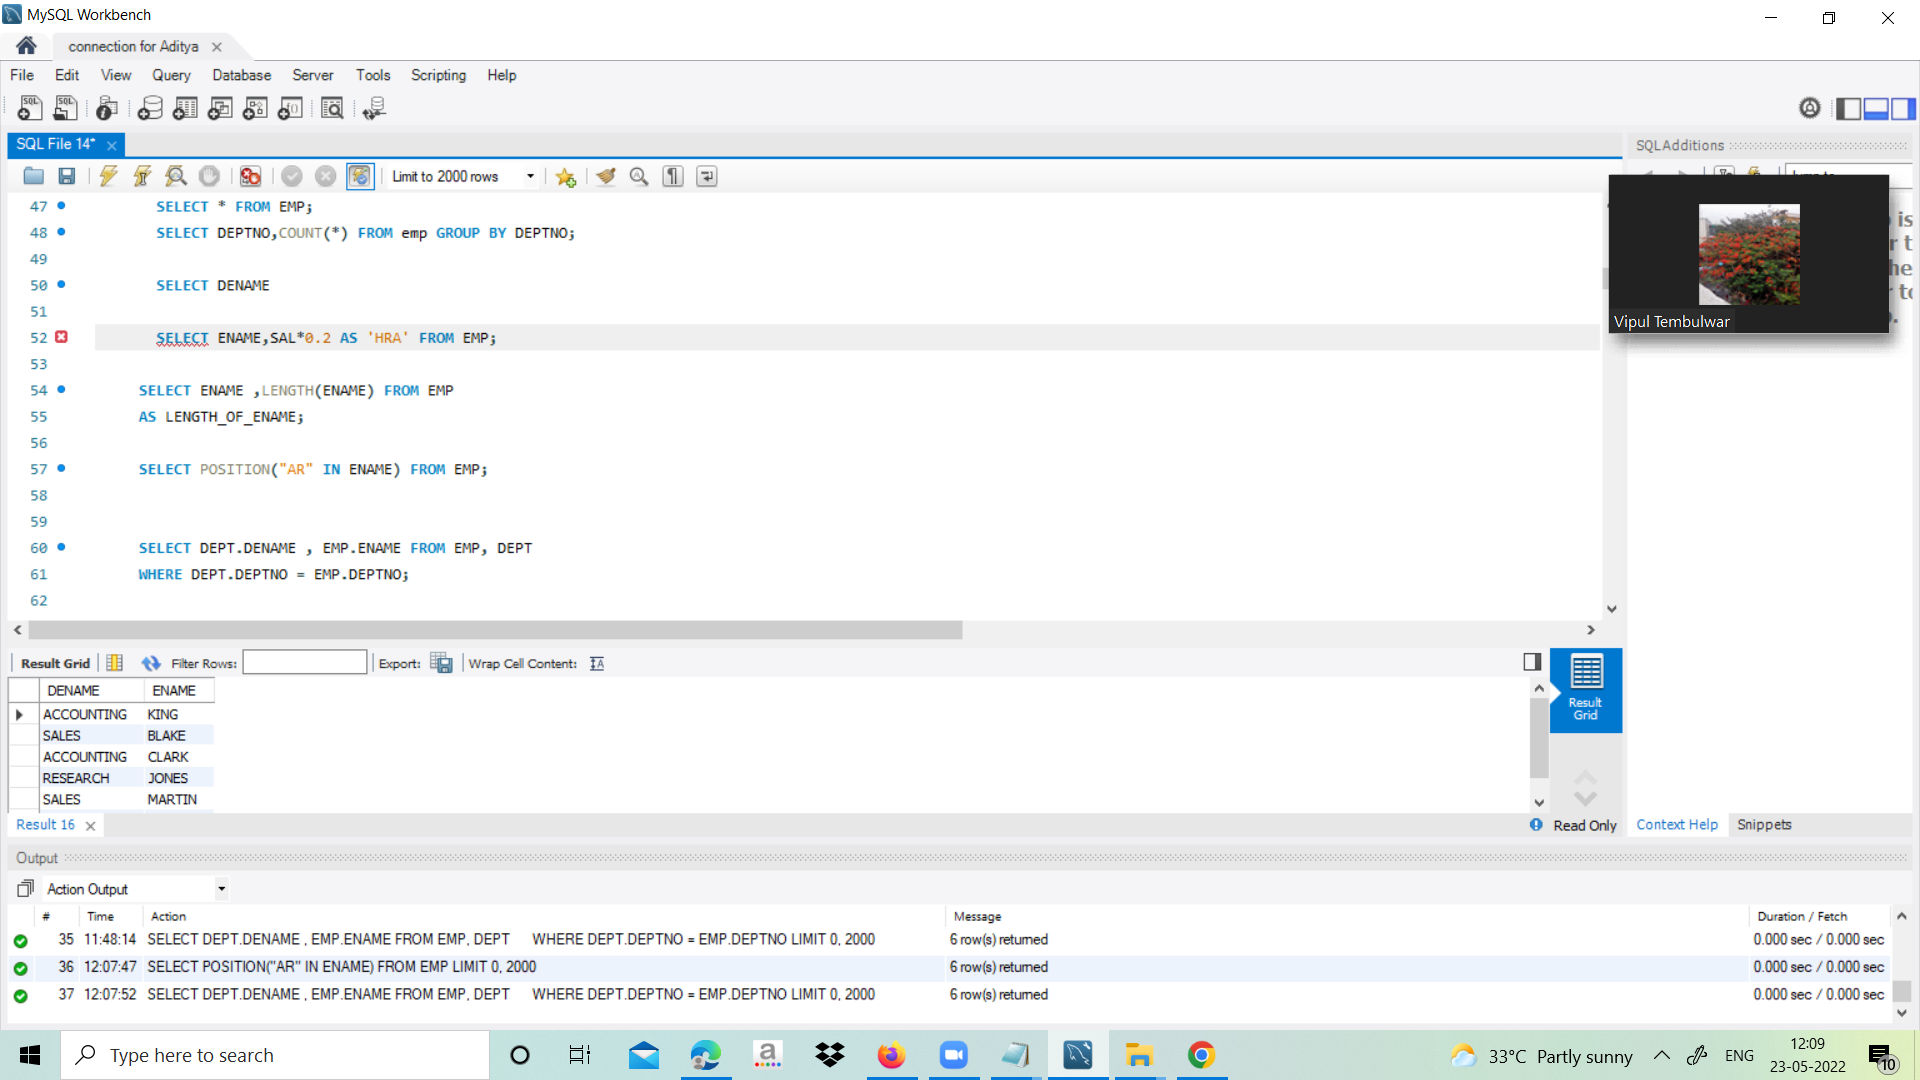 MySQL Workbench
connection for Aditya
File Edit View Query Database Server Tools Scripting Help
SQL File 14*
SQLAdditions
Limit to 2000 rows
47 SELECT * FROM EMP;
48 SELECT DEPTNO,COUNT(*) FROM emp GROUP BY DEPTNO;
49
50 SELECT DENAME
51
52 SELECT ENAME,SAL*0.2 AS 'HRA' FROM EMP;
53
54 SELECT ENAME ,LENGTH(ENAME) FROM EMP
55 AS LENGTH_OF_ENAME;
56
57 SELECT POSITION("AR" IN ENAME) FROM EMP;
58
59
60 SELECT DEPT.DENAME , EMP.ENAME FROM EMP, DEPT
61 WHERE DEPT.DEPTNO = EMP.DEPTNO;
62
Vipul Tembulwar
Result Grid Filter Rows: Export: Wrap Cell Content:
DENAME ENAME
ACCOUNTING KING
SALES BLAKE
ACCOUNTING CLARK
RESEARCH JONES
SALES MARTIN
Result Grid
Result 16
Read Only
Context Help Snippets
Output
Action Output
# Time Action Message Duration / Fetch
35 11:48:14 SELECT DEPT.DENAME , EMP.ENAME FROM EMP, DEPT WHERE DEPT.DEPTNO = EMP.DEPTNO LIMIT 0, 2000 6 row(s) returned 0.000 sec / 0.000 sec
36 12:07:47 SELECT POSITION("AR" IN ENAME) FROM EMP LIMIT 0, 2000 6 row(s) returned 0.000 sec / 0.000 sec
37 12:07:52 SELECT DEPT.DENAME , EMP.ENAME FROM EMP, DEPT WHERE DEPT.DEPTNO = EMP.DEPTNO LIMIT 0, 2000 6 row(s) returned 0.000 sec / 0.000 sec
Type here to search
33°C Partly sunny
ENG
12:09
23-05-2022
10